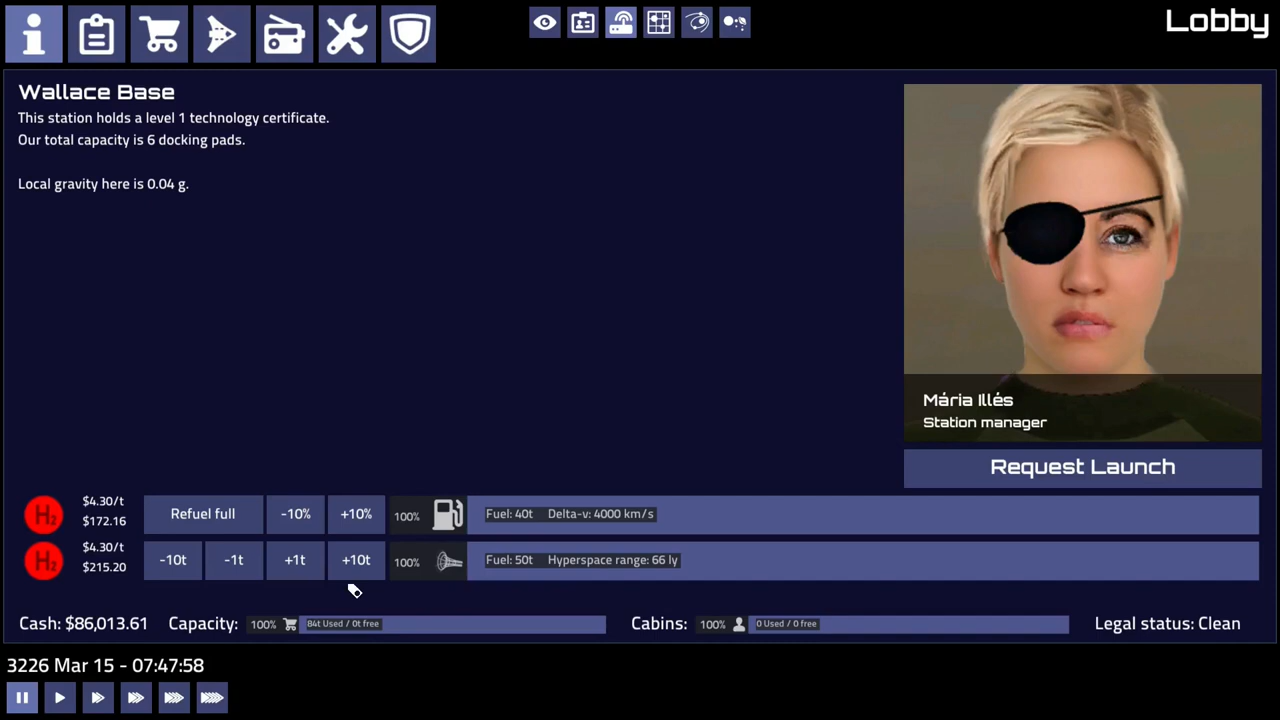 Lobby
Wallace Base
This station holds a level 1 technology certificate.
Our total capacity is 6 docking pads.
Local gravity here is 0.04 g.
Mária Illés
Station manager
Request Launch
H₂ $4.30/t $172.16 Refuel full -10% +10% 100% Fuel: 40t Delta-v: 4000 km/s
H₂ $4.30/t $215.20 -10t -1t +1t +10t 100% Fuel: 50t Hyperspace range: 66 ly
Cash: $86,013.61 Capacity: 100% 84t Used / 0t free Cabins: 100% 0 Used / 0 free Legal status: Clean
3226 Mar 15 - 07:47:58